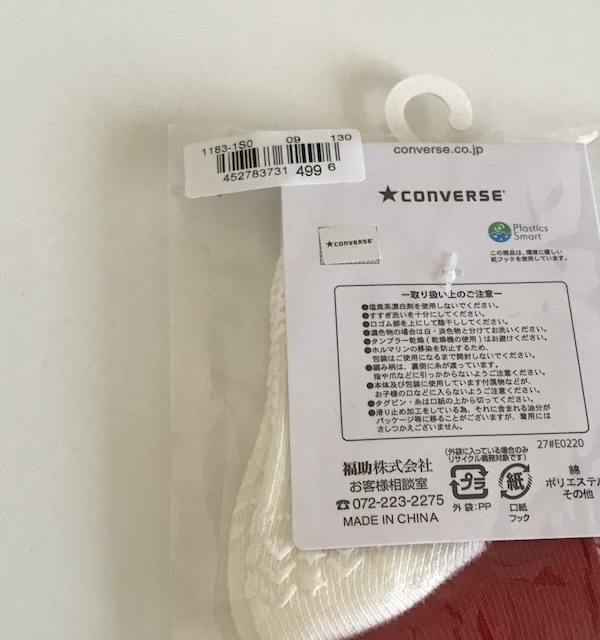 1183-1S0 09 130
452783731 499 6
converse.co.jp
★CONVERSE®
★CONVERSE®
Plastics
Smart
この商品は、環境に優しい
紙フックを使用しています。
ー取り扱い上のご注意ー
●塩素系漂白剤を使用しないでください。
●すすぎ洗いを十分にしてください。
●口ゴム部を上にして陰干ししてください。
●濃色物の場合は白・淡色物と分けてお洗いください。
●タンブラー乾燥(乾燥機の使用)はお避けください。
●ホルマリンの移染を防止するため、
包装はご使用になるまで開封しないでください。
●編み柄は、裏側に糸が渡っています。
指や爪などに引っかからないようご注意ください。
●本体及び包装に使用しています付属物などが、
お子様の口などに入らないようご注意ください。
●タグピン・糸は口紙の上から切ってください。
●滑り止め加工をしている為、それに含まれる油分が
パッケージ等に移ることがございますが、着用には
さしつかえございません。
27#E0220
福助株式会社
お客様相談室
☎072-223-2275
MADE IN CHINA
(外袋に入っている場合のみ
リサイクル義務対象です)
プラ
紙
外袋:PP
口紙
フック
綿
ポリエステル
その他